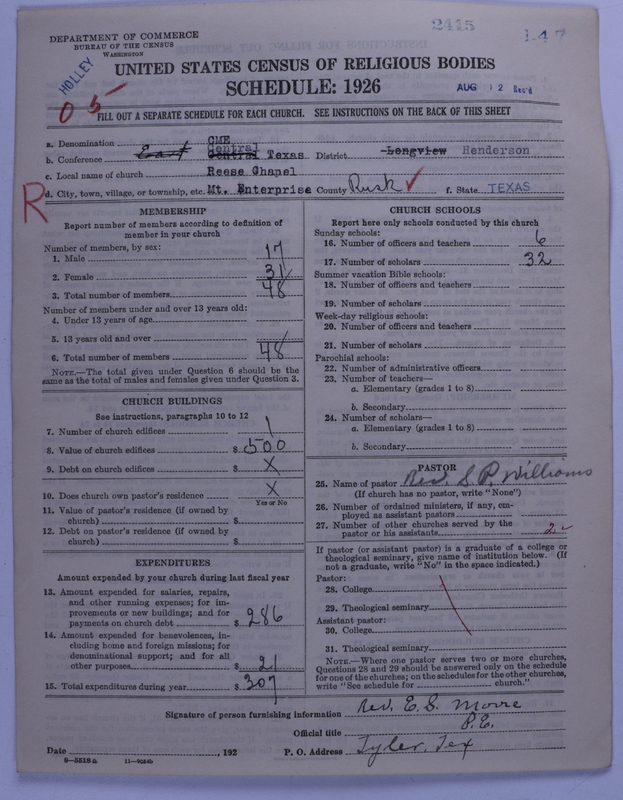 2415
1-47
DEPARTMENT OF COMMERCE
BUREAU OF THE CENSUS
WASHINGTON
HOLLEY
05
UNITED STATES CENSUS OF RELIGIOUS BODIES
SCHEDULE: 1926
AUG 12 Rec'd
FILL OUT A SEPARATE SCHEDULE FOR EACH CHURCH. SEE INSTRUCTIONS ON THE BACK OF THIS SHEET
a. Denomination CME
b. Conference East Central Central Texas District Longview Henderson
c. Local name of church Reese Chapel
R
d. City, town, village, or township, etc. Mt. Enterprise County Rusk ✓ f. State TEXAS
MEMBERSHIP
Report number of members according to definition of
member in your church
Number of members, by sex:
1. Male 17
2. Female 31
3. Total number of members 48
Number of members under and over 13 years old:
4. Under 13 years of age
5. 13 years old and over
6. Total number of members 48
NOTE.—The total given under Question 6 should be
same as the total of males and females given under Question 3.
CHURCH BUILDINGS
See instructions, paragraphs 10 to 12
7. Number of church edifices 1
8. Value of church edifices $ 500
9. Debt on church edifices $ X
10. Does church own pastor's residence X
Yes or No
11. Value of pastor's residence (if owned by
church) $
12. Debt on pastor's residence (if owned by
church) $
EXPENDITURES
Amount expended by your church during last fiscal year
13. Amount expended for salaries, repairs,
and other running expenses; for im-
provements or new buildings; and for
payments on church debt $ 286
14. Amount expended for benevolences, in-
cluding home and foreign missions; for
denominational support; and for all
other purposes $ 21
15. Total expenditures during year $ 307
CHURCH SCHOOLS
Report here only schools conducted by this church
Sunday schools:
16. Number of officers and teachers 6
17. Number of scholars 32
Summer vacation Bible schools:
18. Number of officers and teachers
19. Number of scholars
Week-day religious schools:
20. Number of officers and teachers
21. Number of scholars
Parochial schools:
22. Number of administrative officers
23. Number of teachers—
a. Elementary (grades 1 to 8)
b. Secondary
24. Number of scholars—
a. Elementary (grades 1 to 8)
b. Secondary
PASTOR
25. Name of pastor Rev. S. P. Williams
(If church has no pastor, write "None")
26. Number of ordained ministers, if any, em-
ployed as assistant pastors
27. Number of other churches served by the
pastor or his assistants 2 ✓
If pastor (or assistant pastor) is a graduate of a college or
theological seminary, give name of institution below. (If
not a graduate, write "No" in the space indicated.)
Pastor:
28. College
29. Theological seminary
Assistant pastor:
30. College
31. Theological seminary
NOTE.—Where one pastor serves two or more churches,
Questions 28 and 29 should be answered only on the schedule
for one of the churches; on the schedules for the other churches,
write "See schedule for church."
Signature of person furnishing information Rev. E. S. Moore
Official title P.E.
Date , 192 P. O. Address Tyler, Tex
8—5518a 11—9034b